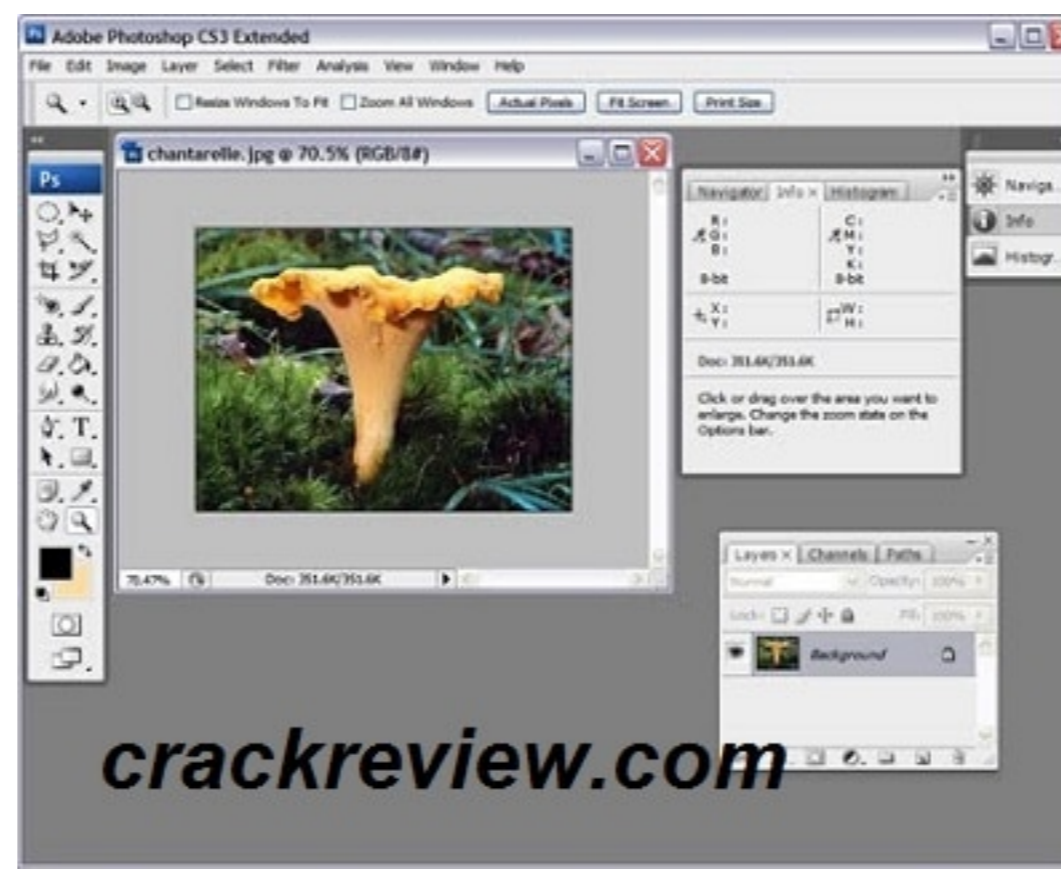 Adobe Photoshop CS3 Extended
File Edit Image Layer Select Filter Analysis View Window Help
Resize Windows To Fit Zoom All Windows Actual Pixels Fit Screen Print Size
chantarelle.jpg @ 70.5% (RGB/8#)
Ps
T
Navigator Info x Histogram
R: C:
G: M:
B: Y:
K:
8-bit 8-bit
X: W:
Y: H:
Doc: 351.6K/351.6K
Click or drag over the area you want to
enlarge. Change the zoom state on the
Options bar.
Naviga...
Info
Histogr...
70.47% Doc: 351.6K/351.6K
Layers x Channels Paths
Normal Opacity: 100%
Lock: Fill: 100%
Background
crackreview.com